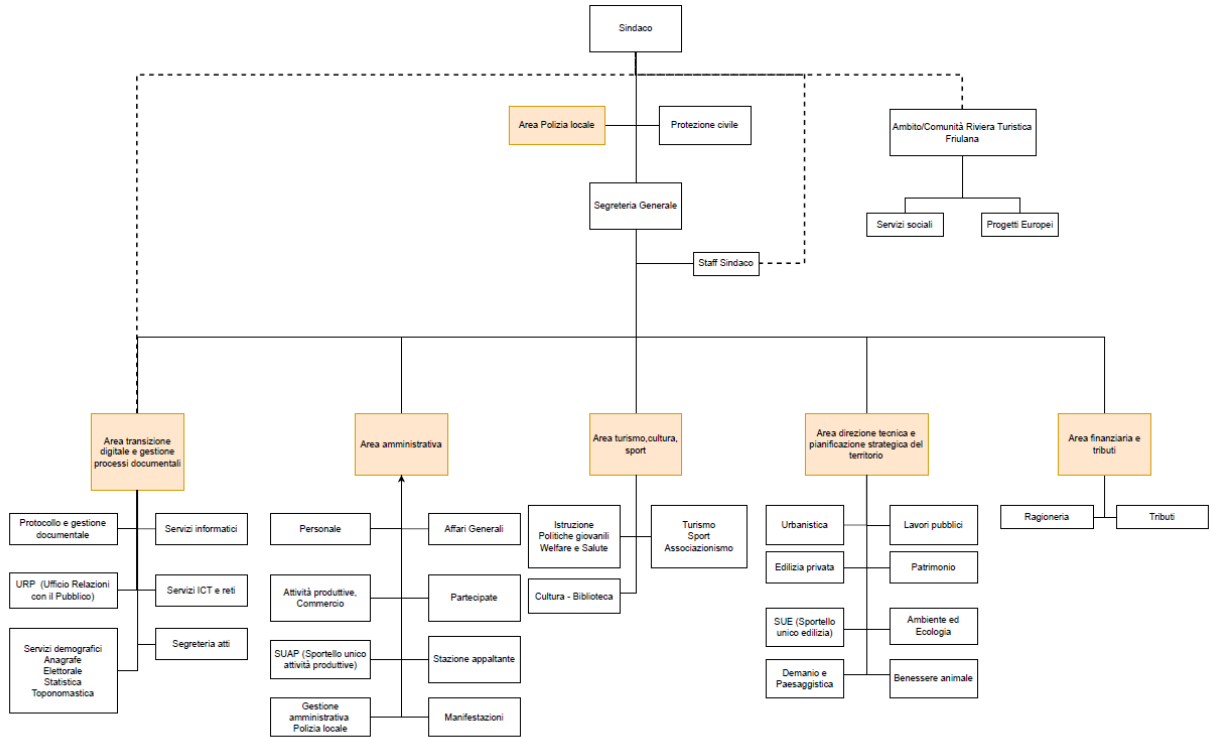 Sindaco
Area Polizia locale
Protezione civile
Ambito/Comunità Riviera Turistica
Friulana
Segreteria Generale
Servizi sociali
Progetti Europei
Staff Sindaco
Area transizione
digitale e gestione
processi documentali
Area amministrativa
Area turismo,cultura,
sport
Area direzione tecnica e
pianificazione strategica del
territorio
Area finanziaria e
tributi
Protocollo e gestione
documentale
Servizi informatici
URP (Ufficio Relazioni
con il Pubblico)
Servizi ICT e reti
Servizi demografici
Anagrafe
Elettorale
Statistica
Toponomastica
Segreteria atti
Personale
Affari Generali
Attività produttive,
Commercio
Partecipate
SUAP (Sportello unico
attività produttive)
Stazione appaltante
Gestione
amministrativa
Polizia locale
Manifestazioni
Istruzione
Politiche giovanili
Welfare e Salute
Turismo
Sport
Associazionismo
Cultura - Biblioteca
Urbanistica
Lavori pubblici
Edilizia privata
Patrimonio
SUE (Sportello
unico edilizia)
Ambiente ed
Ecologia
Demanio e
Paesaggistica
Benessere animale
Ragioneria
Tributi